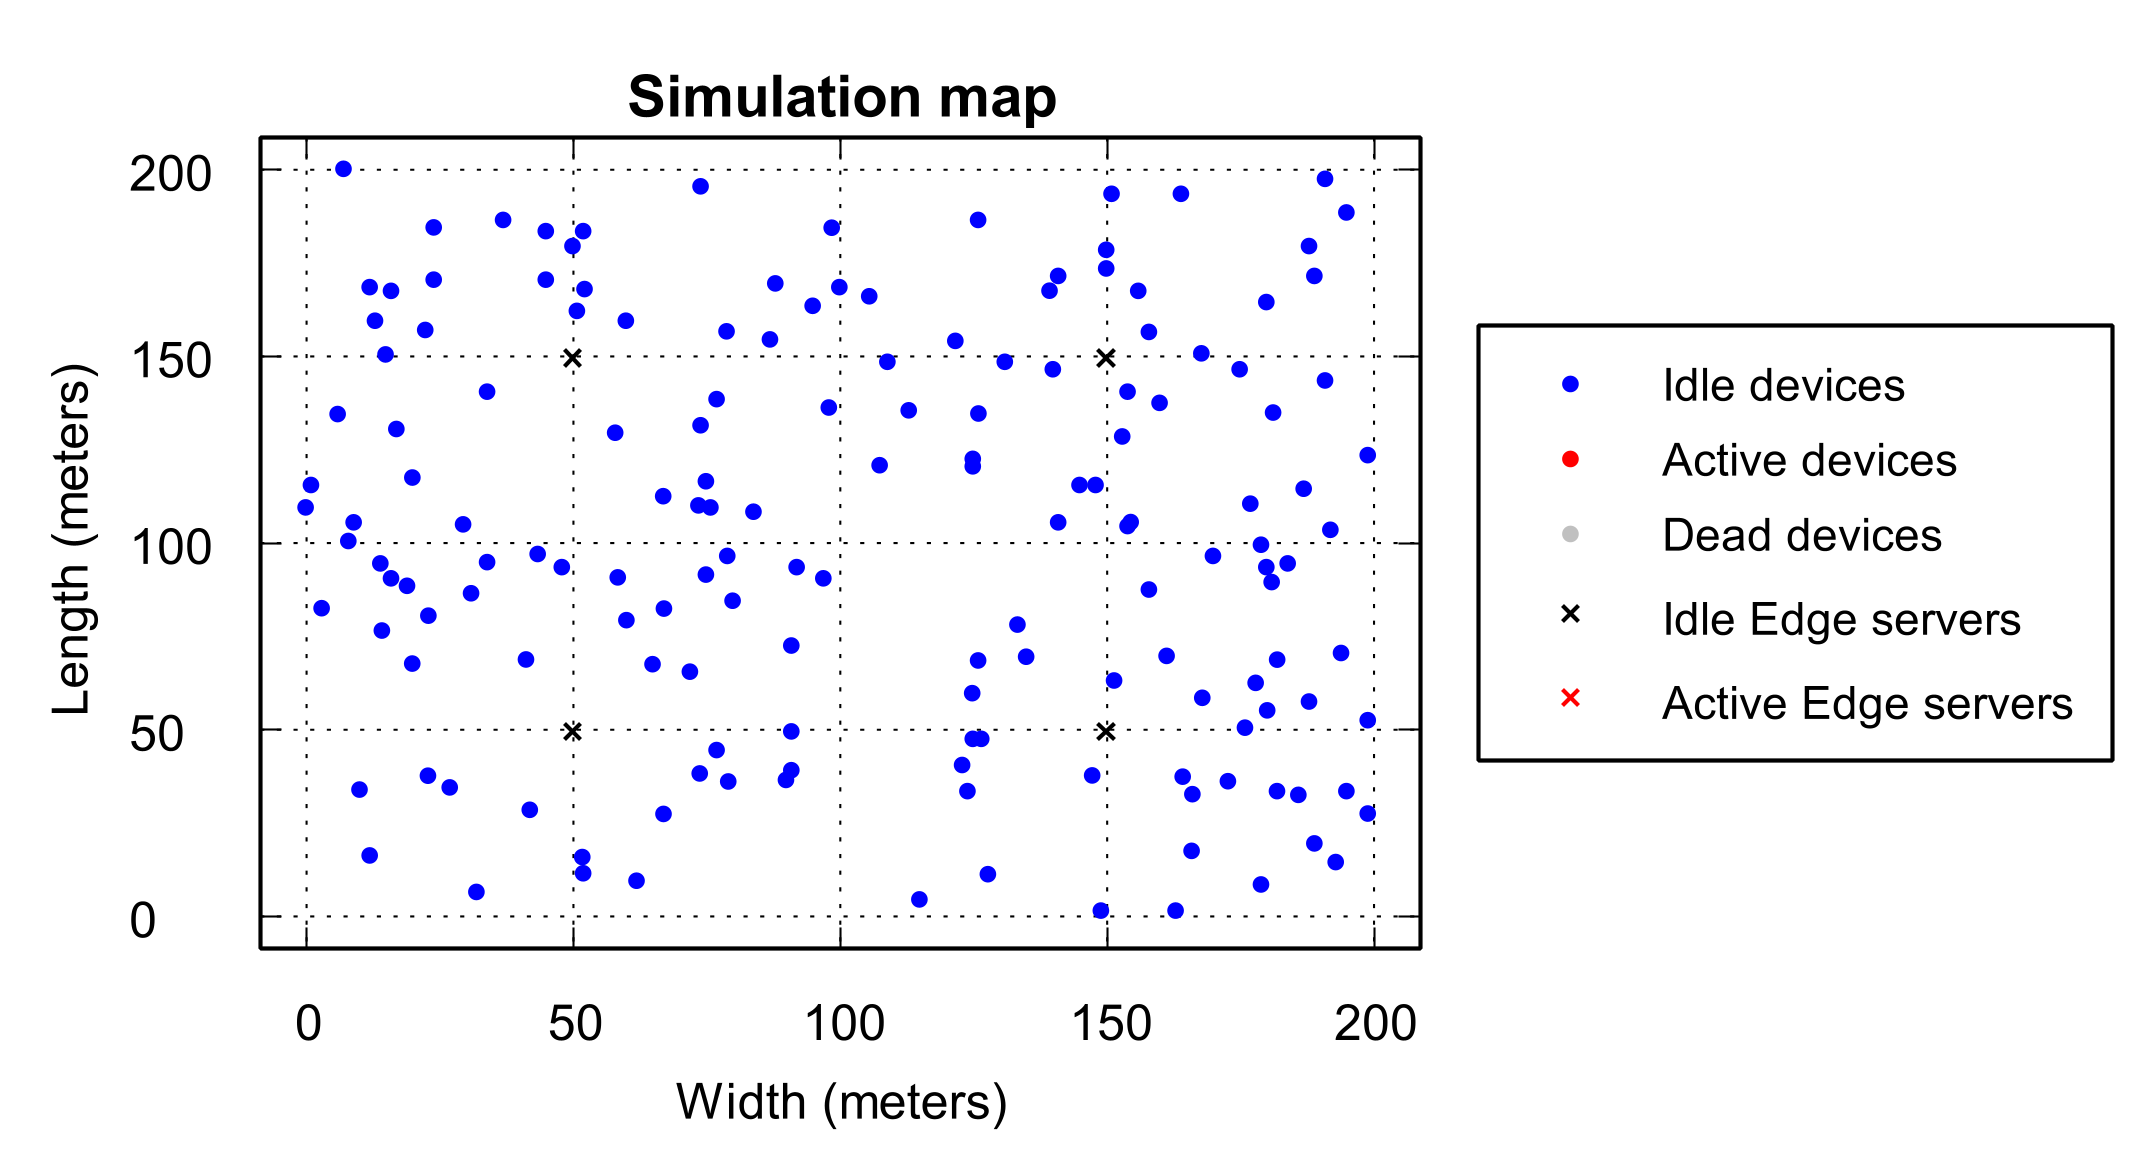 Simulation map
200
150
100
50
0
Length (meters)
0 50 100 150 200
Width (meters)
Idle devices
Active devices
Dead devices
Idle Edge servers
Active Edge servers